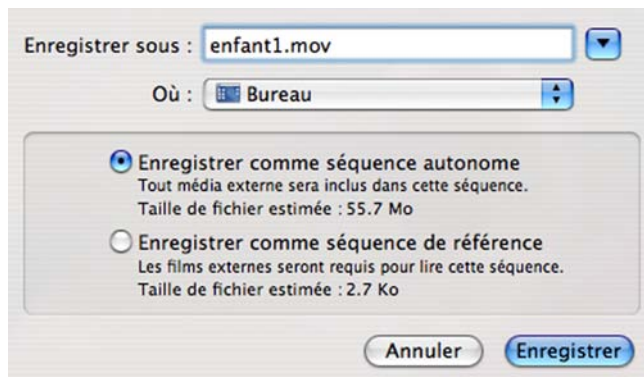 Enregistrer sous : enfant1.mov
Où : Bureau
Enregistrer comme séquence autonome
Tout média externe sera inclus dans cette séquence.
Taille de fichier estimée : 55.7 Mo
Enregistrer comme séquence de référence
Les films externes seront requis pour lire cette séquence.
Taille de fichier estimée : 2.7 Ko
Annuler Enregistrer